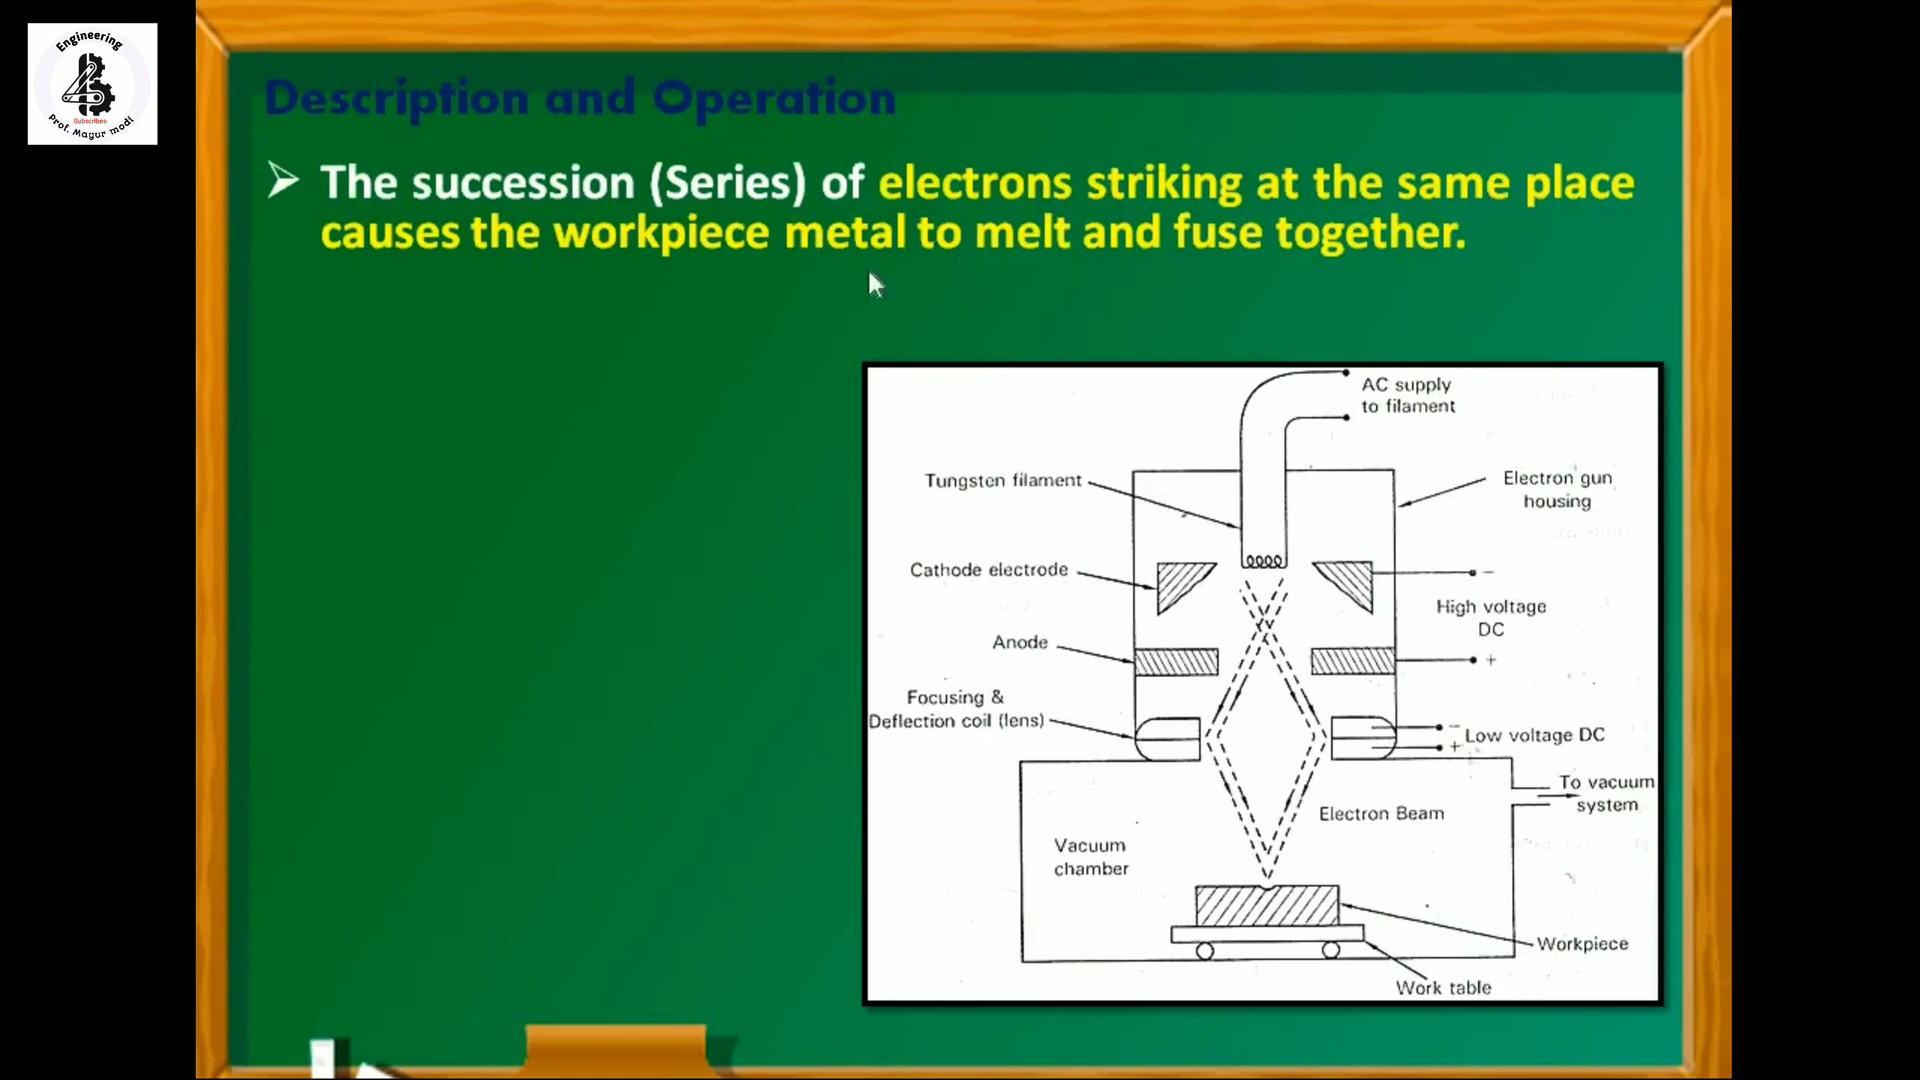 Engineering
Subscribes
Prof. Mayur modi
Description and Operation
➢ The succession (Series) of electrons striking at the same place
causes the workpiece metal to melt and fuse together.
AC supply
to filament
Tungsten filament
Electron gun
housing
Cathode electrode
−
High voltage
DC
Anode
+
Focusing &
Deflection coil (lens)
−
+
Low voltage DC
To vacuum
system
Electron Beam
Vacuum
chamber
Workpiece
Work table